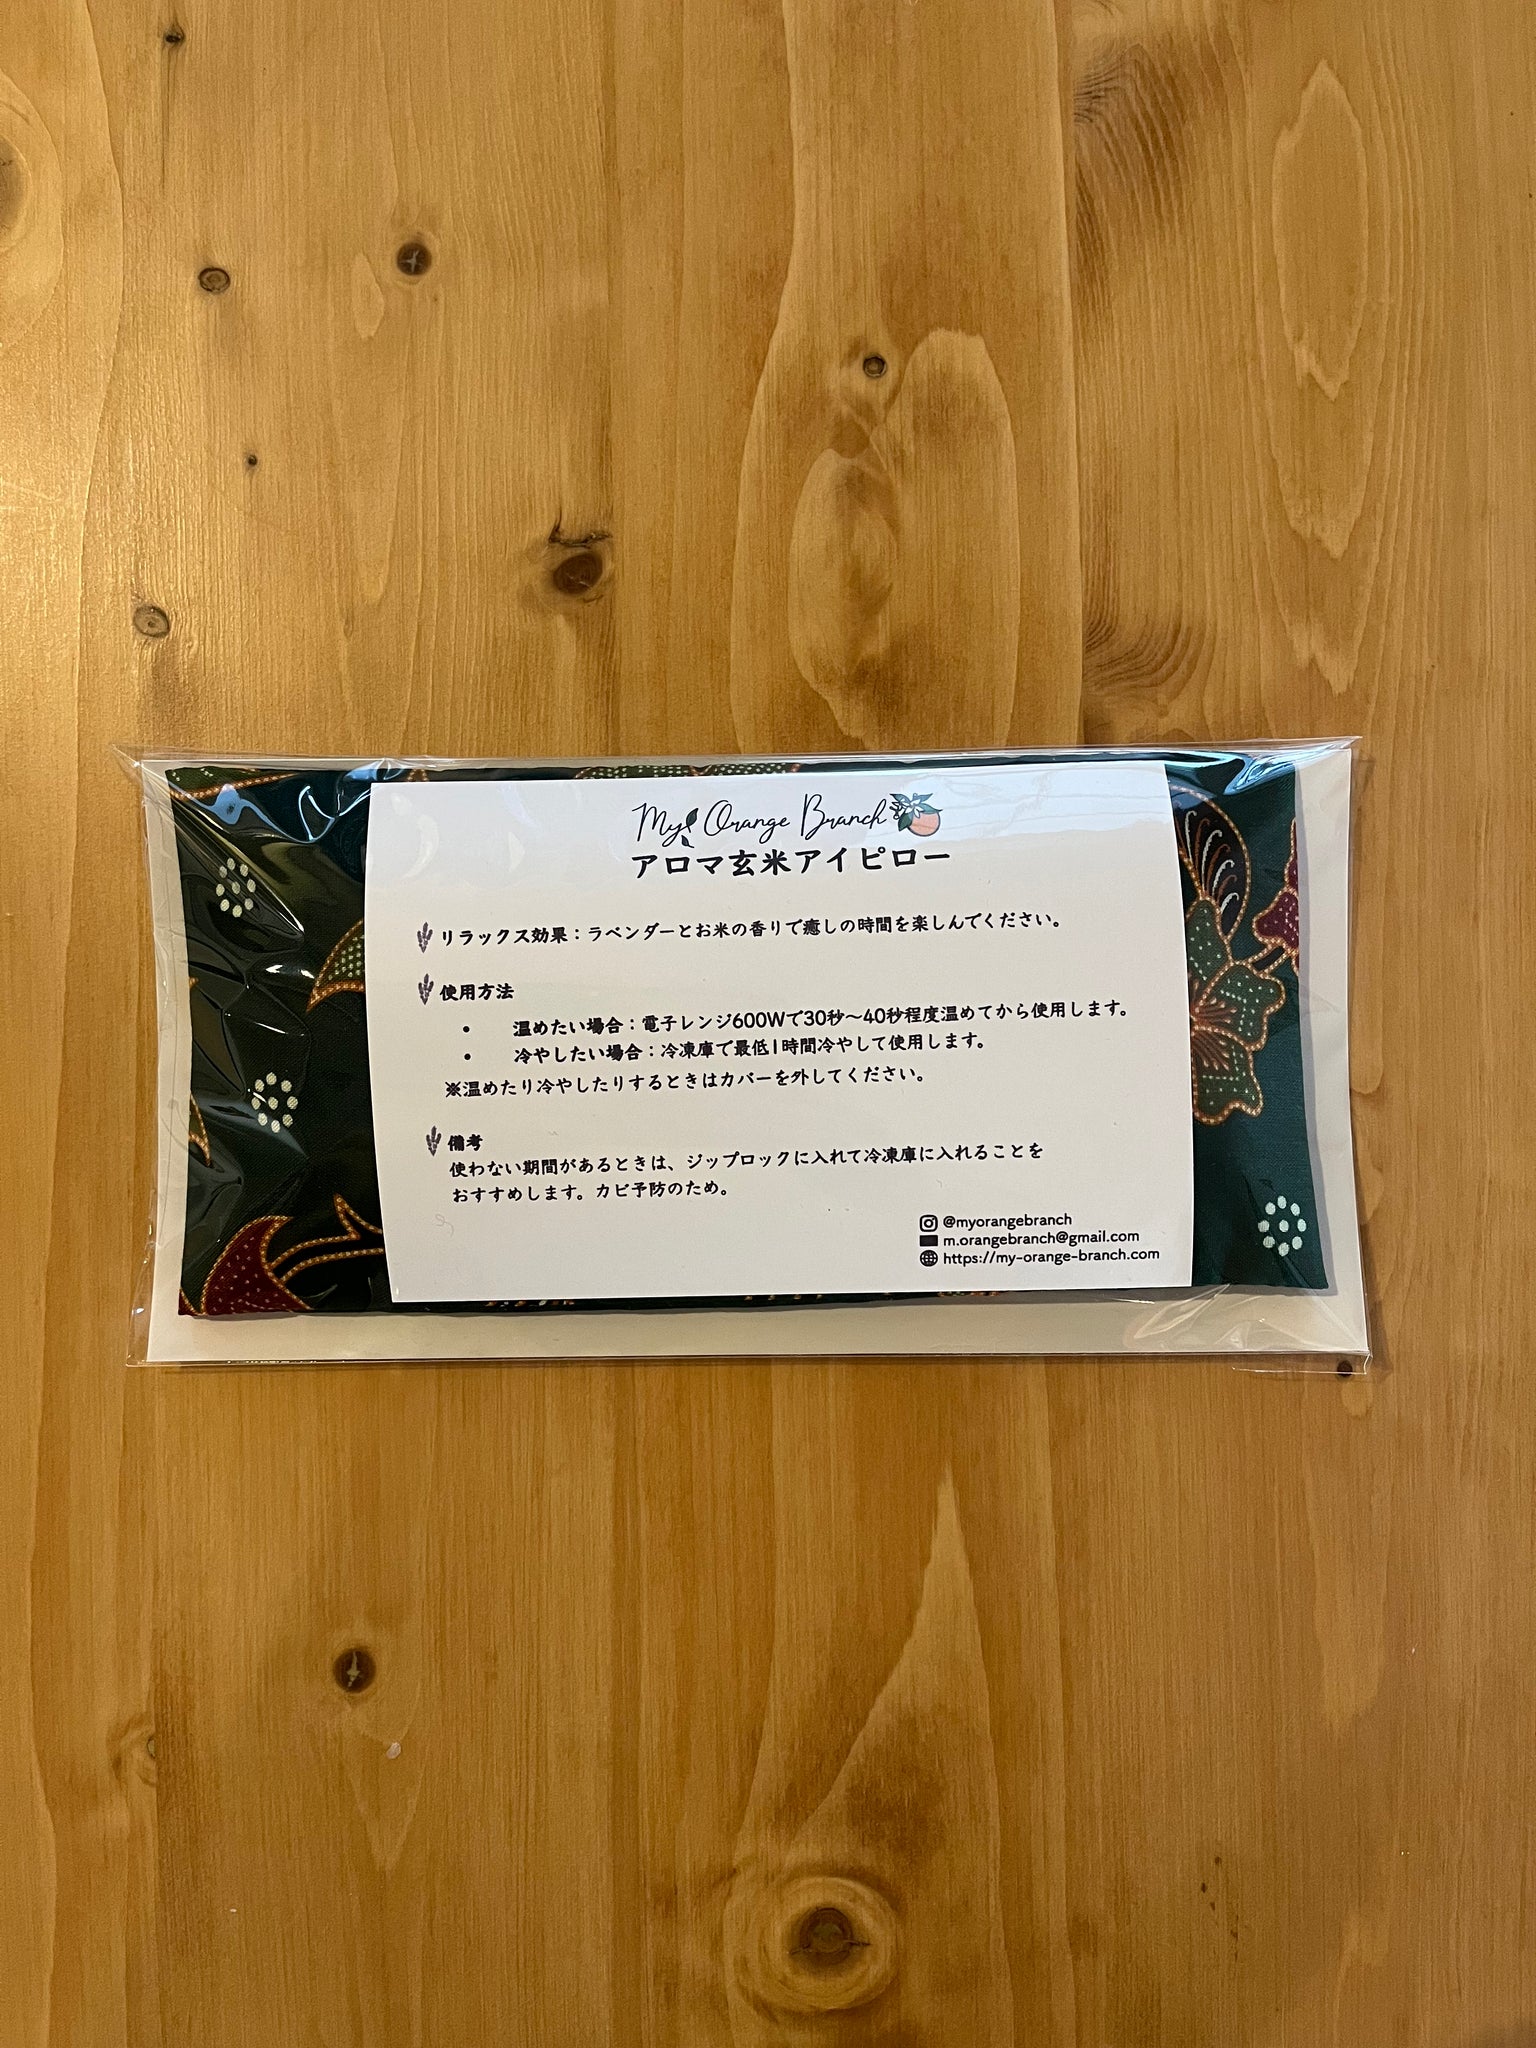 My Orange Branch
アロマ玄米アイピロー
リラックス効果：ラベンダーとお米の香りで癒しの時間を楽しんでください。
使用方法
• 温めたい場合：電子レンジ600Wで30秒〜40秒程度温めてから使用します。
• 冷やしたい場合：冷凍庫で最低1時間冷やして使用します。
※温めたり冷やしたりするときはカバーを外してください。
備考
使わない期間があるときは、ジップロックに入れて冷凍庫に入れることを
おすすめします。カビ予防のため。
@myorangebranch
m.orangebranch@gmail.com
https://my-orange-branch.com